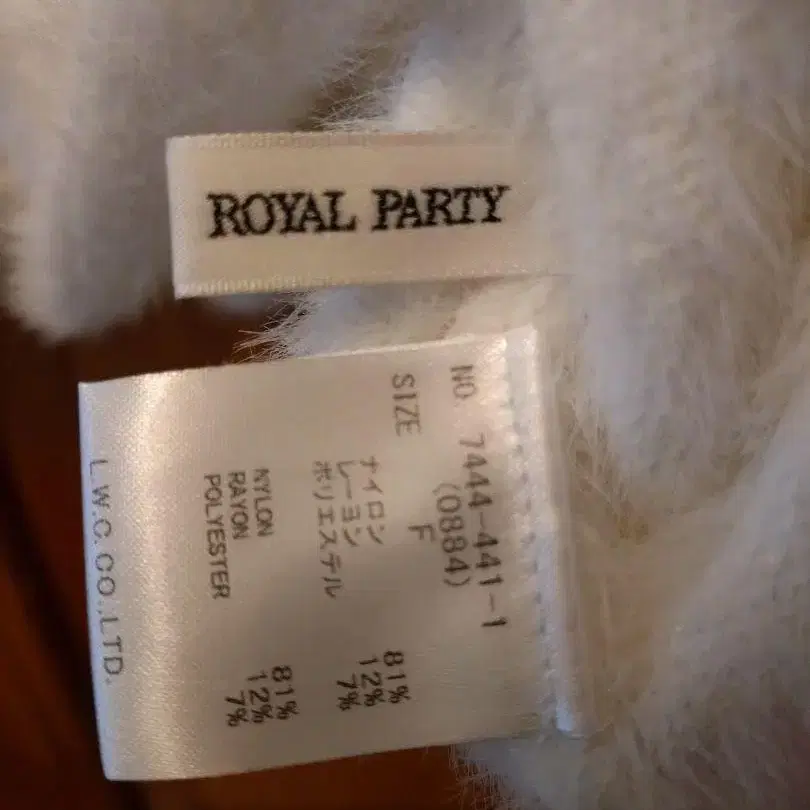 ROYAL PARTY
NO. 7444-441-1
(0884)
SIZE F
ナイロン 81%
レーヨン 12%
ポリエステル 7%
NYLON 81%
RAYON 12%
POLYESTER 7%
L.W.C.CO.,LTD.